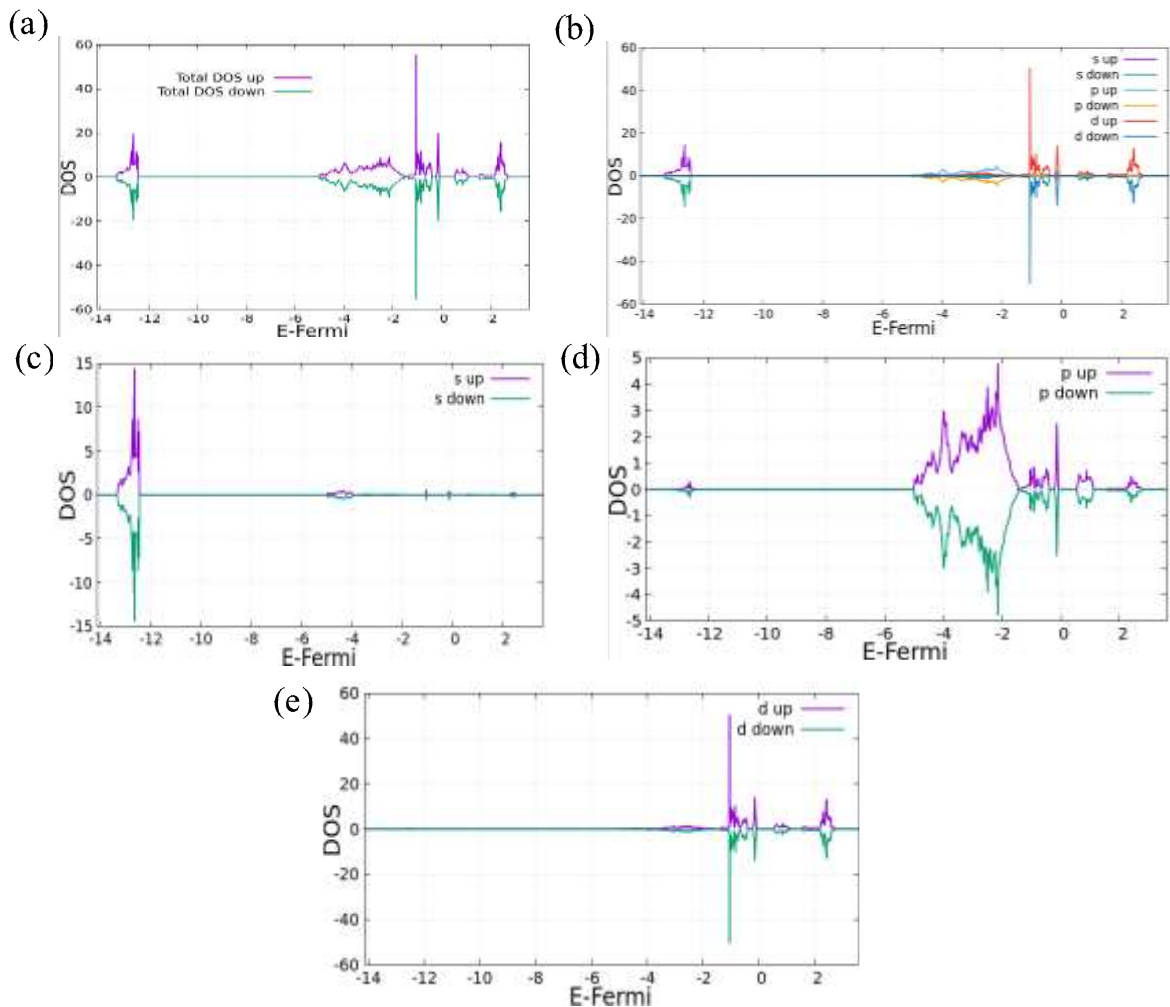 (a)
60
40
20
0
-20
-40
-60
DOS
Total DOS up
Total DOS down
-14 -12 -10 -8 -6 -4 -2 0 2
E-Fermi
(b)
60
40
20
0
-20
-40
-60
DOS
s up
s down
p up
p down
d up
d down
-14 -12 -10 -8 -6 -4 -2 0 2
E-Fermi
(c)
15
10
5
0
-5
-10
-15
DOS
s up
s down
-14 -12 -10 -8 -6 -4 -2 0 2
E-Fermi
(d)
5
4
3
2
1
0
-1
-2
-3
4
5
DOS
p up
p down
-14 -12 -10 -8 -6 -4 -2 0 2
E-Fermi
(e)
60
40
20
0
-20
-40
-60
DOS
d up
d down
-14 -12 -10 -8 -6 -4 -2 0 2
E-Fermi